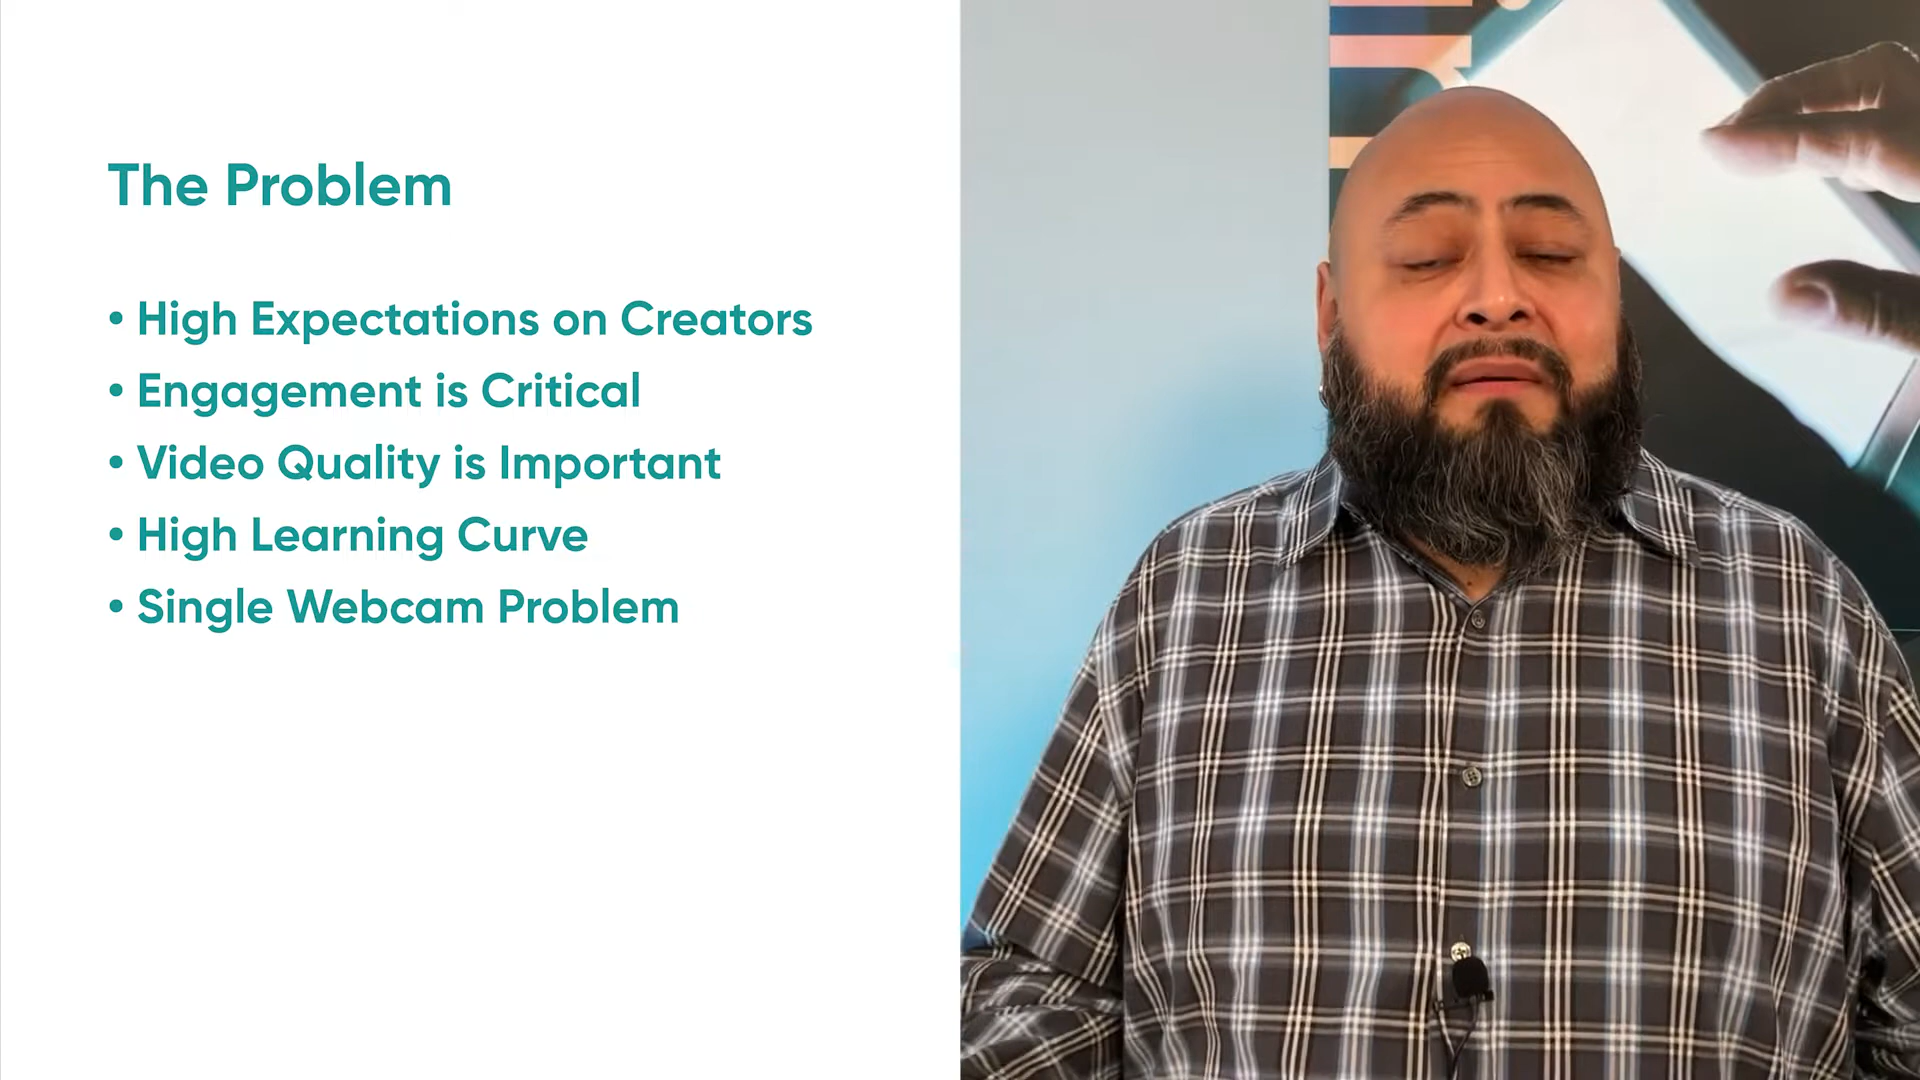 The Problem
• High Expectations on Creators
• Engagement is Critical
• Video Quality is Important
• High Learning Curve
• Single Webcam Problem